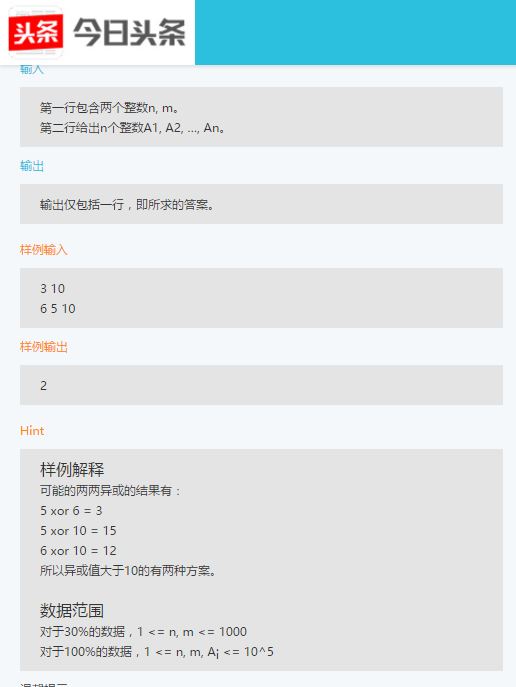 头条 今日头条
输入
第一行包含两个整数n, m。
第二行给出n个整数A1, A2, ..., An。
输出
输出仅包括一行，即所求的答案。
样例输入
3 10
6 5 10
样例输出
2
Hint
样例解释
可能的两两异或的结果有：
5 xor 6 = 3
5 xor 10 = 15
6 xor 10 = 12
所以异或值大于10的有两种方案。
数据范围
对于30%的数据，1 <= n, m <= 1000
对于100%的数据，1 <= n, m, Ai <= 10^5